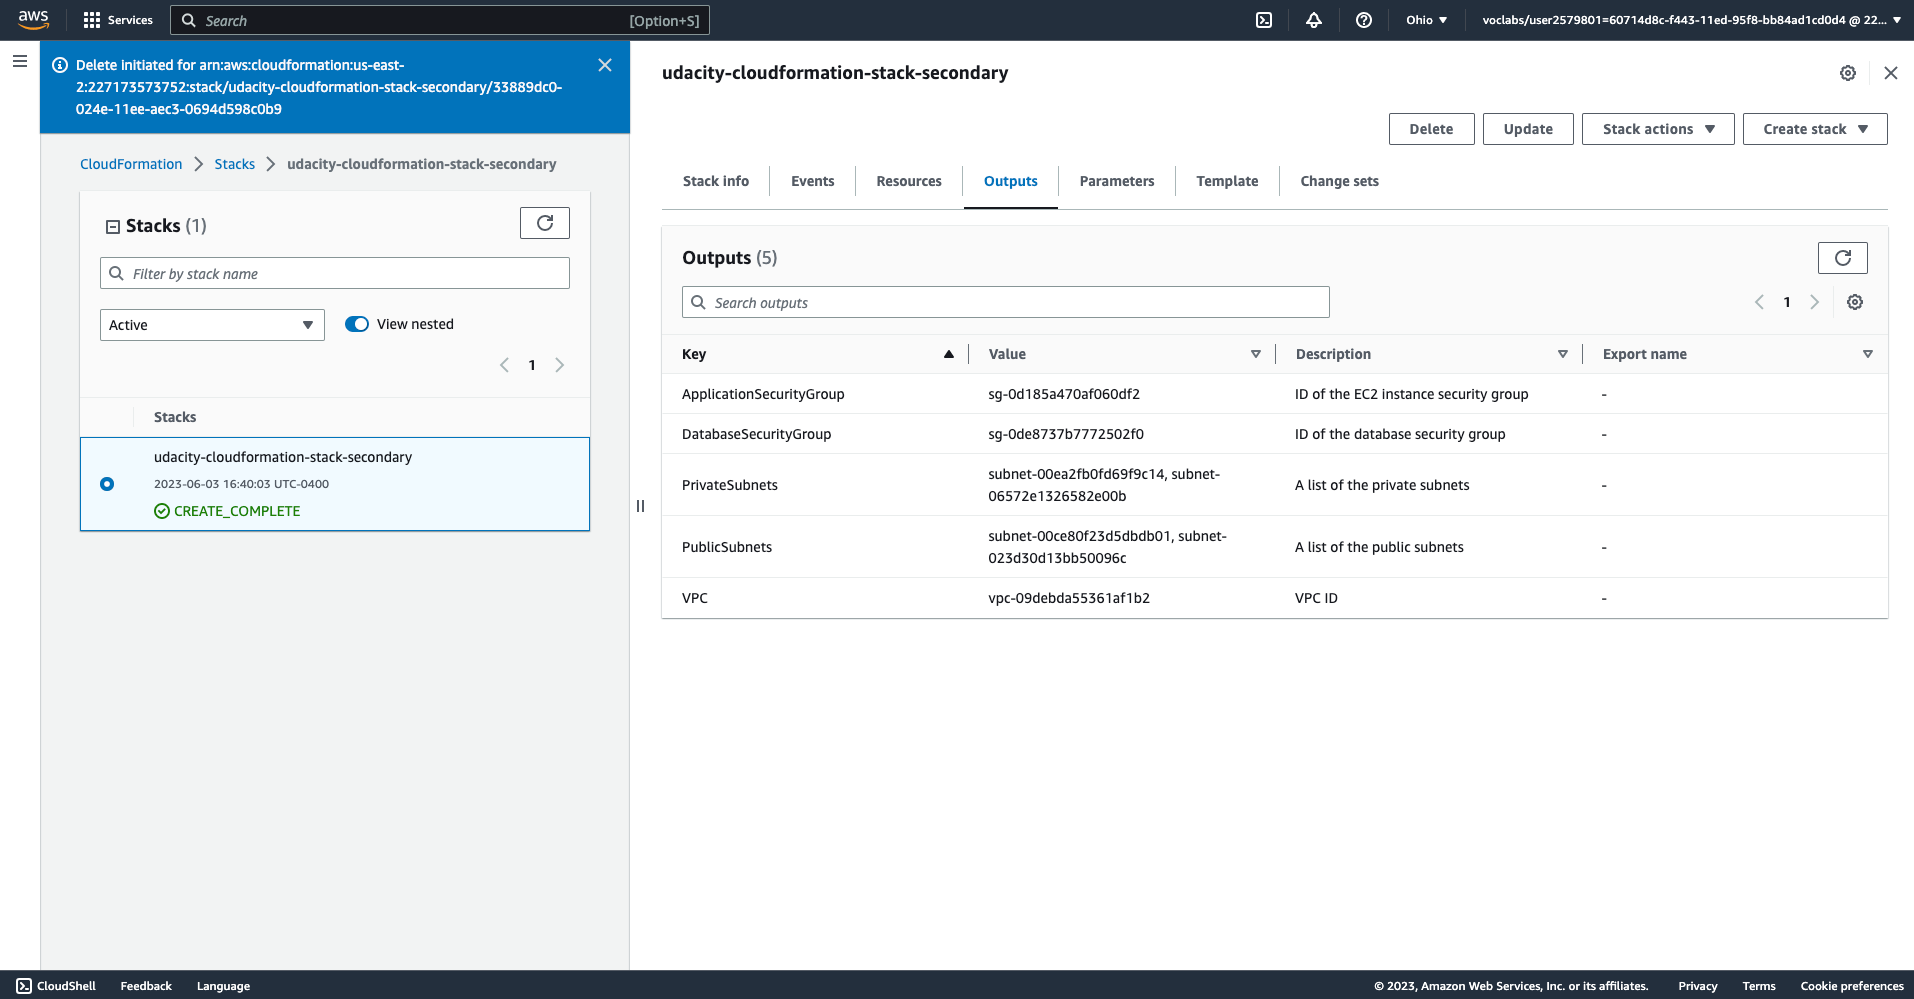 aws
Services
Search
[Option+S]
Ohio
voclabs/user2579801=60714d8c-f443-11ed-95f8-bb84ad1cd0d4 @ 22...
Delete initiated for arn:aws:cloudformation:us-east-
2:227173573752:stack/udacity-cloudformation-stack-secondary/33889dc0-
024e-11ee-aec3-0694d598c0b9
CloudFormation
Stacks
udacity-cloudformation-stack-secondary
Stacks (1)
Filter by stack name
Active
View nested
1
Stacks
udacity-cloudformation-stack-secondary
2023-06-03 16:40:03 UTC-0400
CREATE_COMPLETE
udacity-cloudformation-stack-secondary
Delete
Update
Stack actions
Create stack
Stack info
Events
Resources
Outputs
Parameters
Template
Change sets
Outputs (5)
Search outputs
1
Key
Value
Description
Export name
ApplicationSecurityGroup
sg-0d185a470af060df2
ID of the EC2 instance security group
-
DatabaseSecurityGroup
sg-0de8737b7772502f0
ID of the database security group
-
PrivateSubnets
subnet-00ea2fb0fd69f9c14, subnet-
06572e1326582e00b
A list of the private subnets
-
PublicSubnets
subnet-00ce80f23d5dbdb01, subnet-
023d30d13bb50096c
A list of the public subnets
-
VPC
vpc-09debda55361af1b2
VPC ID
-
CloudShell
Feedback
Language
© 2023, Amazon Web Services, Inc. or its affiliates.
Privacy
Terms
Cookie preferences